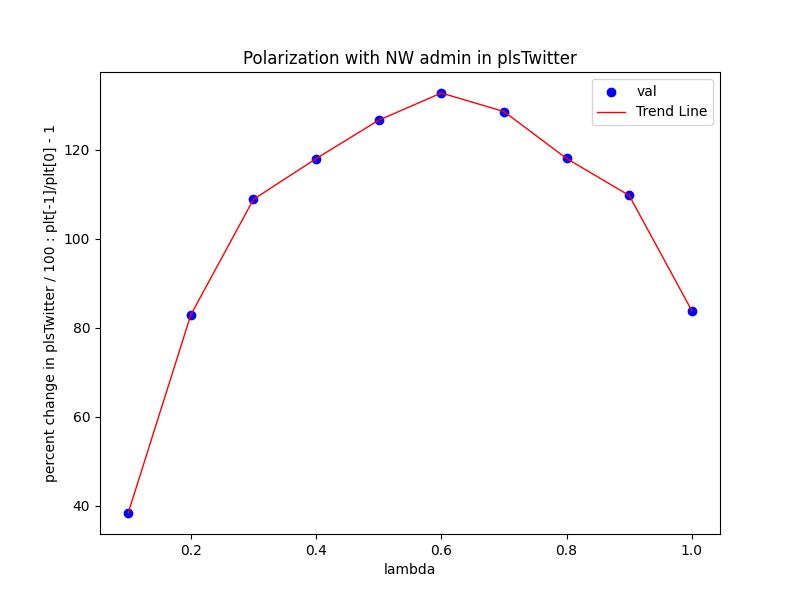 Polarization with NW admin in plsTwitter
val
Trend Line
percent change in plsTwitter / 100 : plt[-1]/plt[0] - 1
120
100
80
60
40
0.2 0.4 0.6 0.8 1.0
lambda